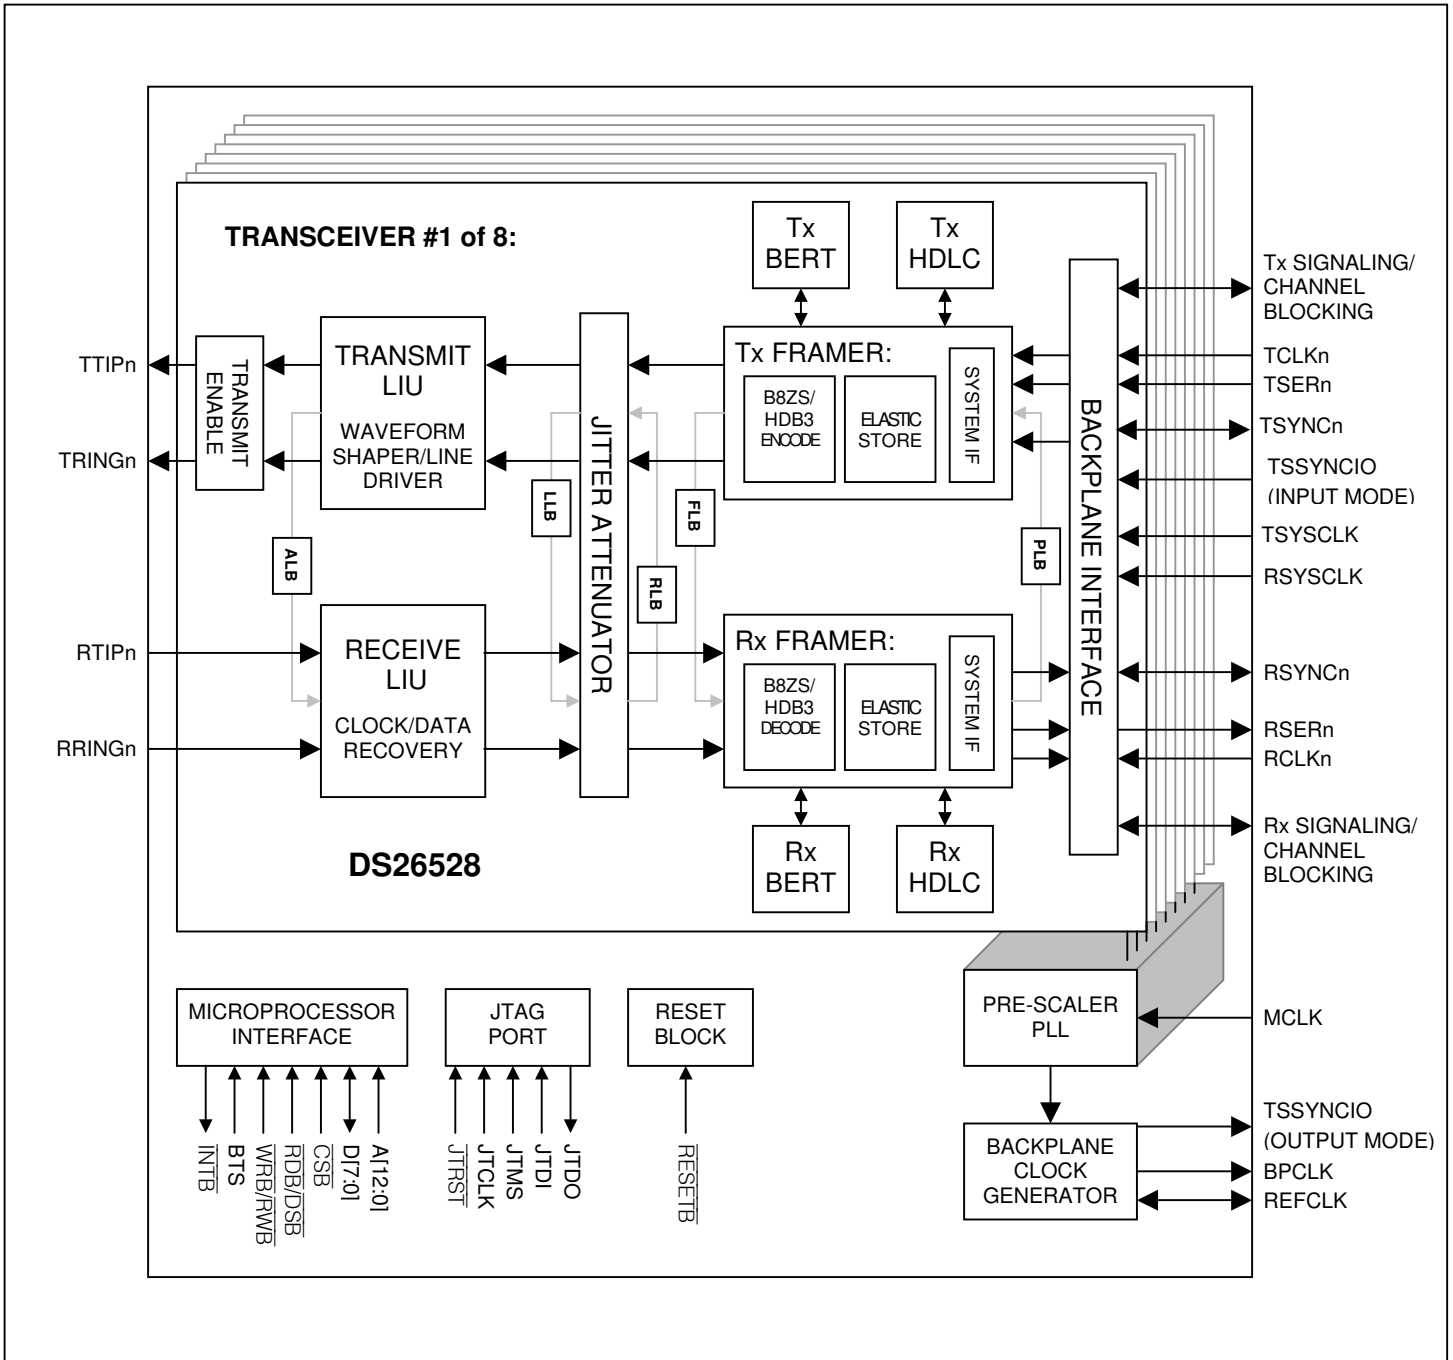 TRANSCEIVER #1 of 8:
Tx
BERT
Tx
HDLC
Tx SIGNALING/
CHANNEL
BLOCKING
TTIPn
TRINGn
TRANSMIT
ENABLE
TRANSMIT
LIU
WAVEFORM
SHAPER/LINE
DRIVER
JITTER ATTENUATOR
Tx FRAMER:
B8ZS/
HDB3
ENCODE
ELASTIC
STORE
SYSTEM IF
BACKPLANE INTERFACE
TCLKn
TSERn
TSYNCn
TSSYNCIO
(INPUT MODE)
TSYSCLK
RSYSCLK
ALB
LLB
RLB
FLB
PLB
RTIPn
RRINGn
RECEIVE
LIU
CLOCK/DATA
RECOVERY
Rx FRAMER:
B8ZS/
HDB3
DECODE
ELASTIC
STORE
SYSTEM IF
RSYNCn
RSERn
RCLKn
Rx SIGNALING/
CHANNEL
BLOCKING
DS26528
Rx
BERT
Rx
HDLC
MICROPROCESSOR
INTERFACE
JTAG
PORT
RESET
BLOCK
PRE-SCALER
PLL
MCLK
INTB
BTS
WRB/RWB
RDB/DSB
CSB
D[7:0]
A[12:0]
JTRST
JTCLK
JTMS
JTDI
JTDO
RESETB
BACKPLANE
CLOCK
GENERATOR
TSSYNCIO
(OUTPUT MODE)
BPCLK
REFCLK